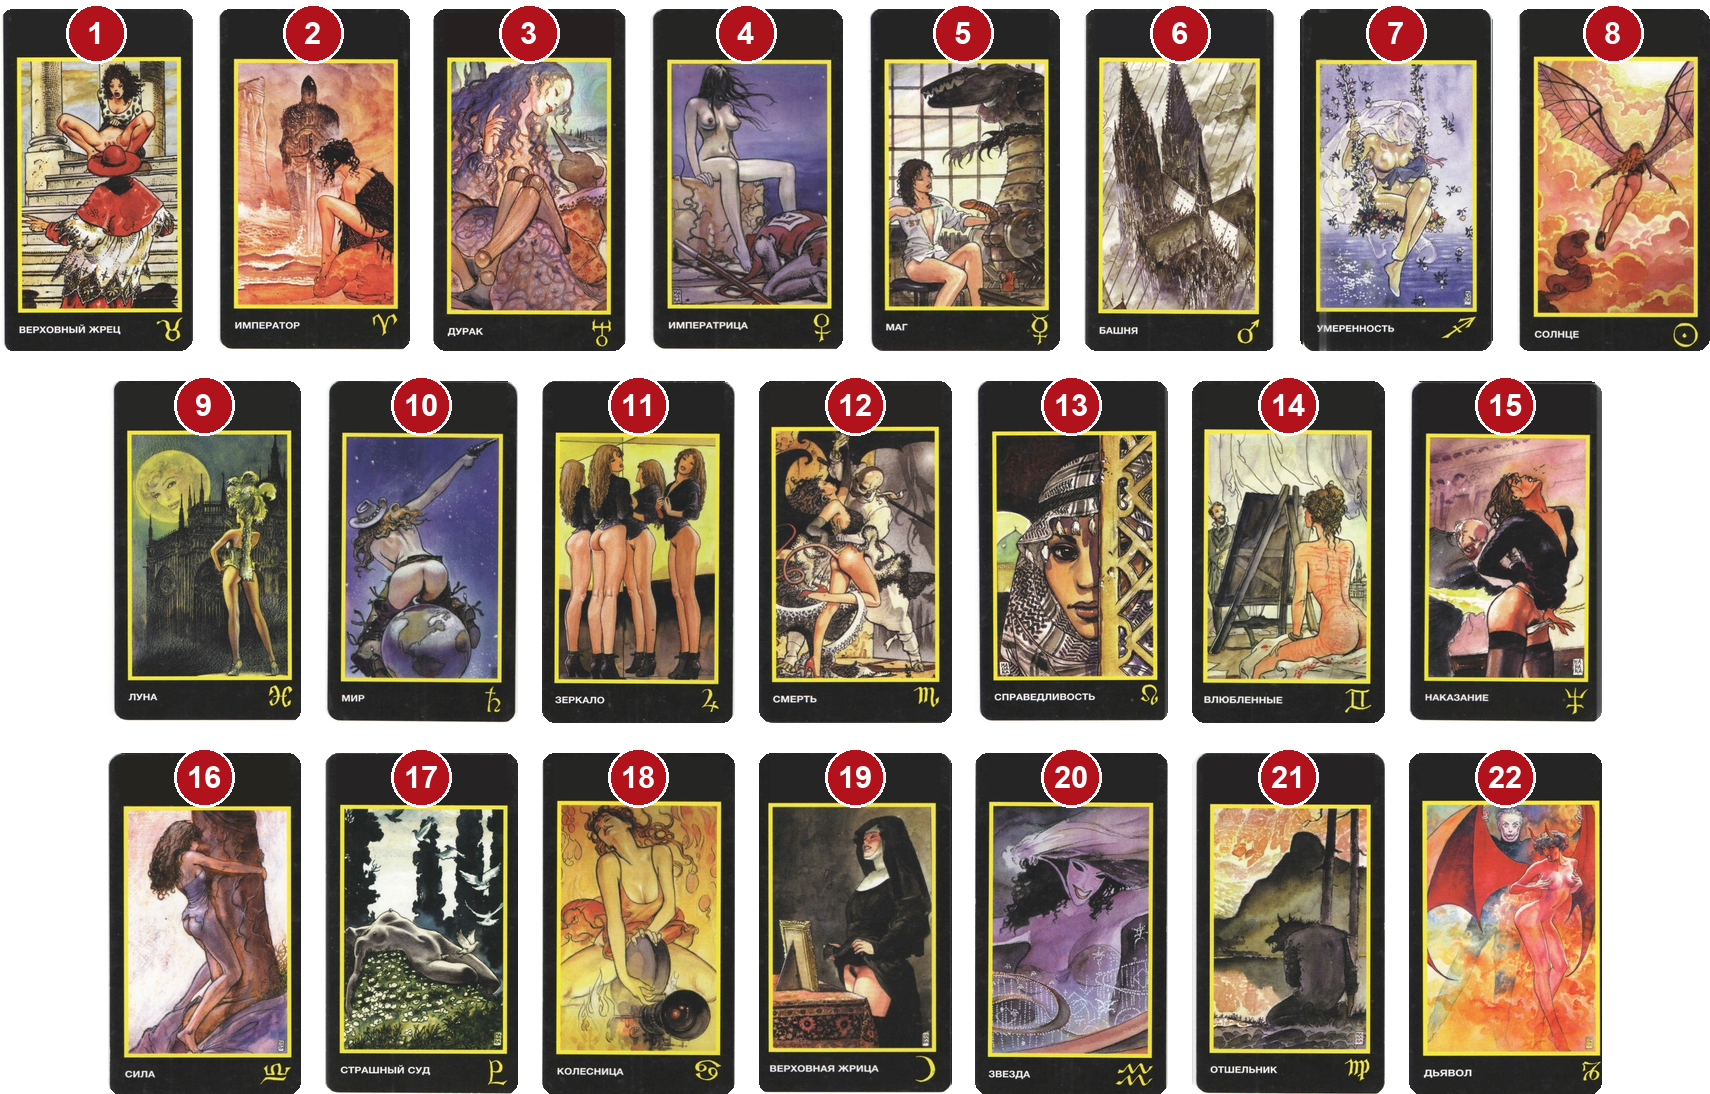 1
2
3
4
5
6
7
8
ВЕРХОВНЫЙ ЖРЕЦ
ИМПЕРАТОР
ДУРАК
ИМПЕРАТРИЦА
МАГ
БАШНЯ
УМЕРЕННОСТЬ
СОЛНЦЕ
9
10
11
12
13
14
15
ЛУНА
МИР
ЗЕРКАЛО
СМЕРТЬ
СПРАВЕДЛИВОСТЬ
ВЛЮБЛЕННЫЕ
НАКАЗАНИЕ
16
17
18
19
20
21
22
СИЛА
СТРАШНЫЙ СУД
КОЛЕСНИЦА
ВЕРХОВНАЯ ЖРИЦА
ЗВЕЗДА
ОТШЕЛЬНИК
ДЬЯВОЛ